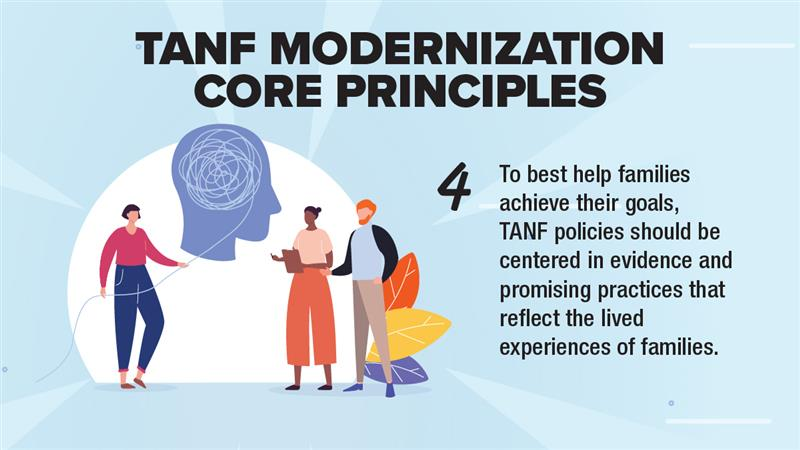 TANF MODERNIZATION
CORE PRINCIPLES
4
To best help families
achieve their goals,
TANF policies should be
centered in evidence and
promising practices that
reflect the lived
experiences of families.